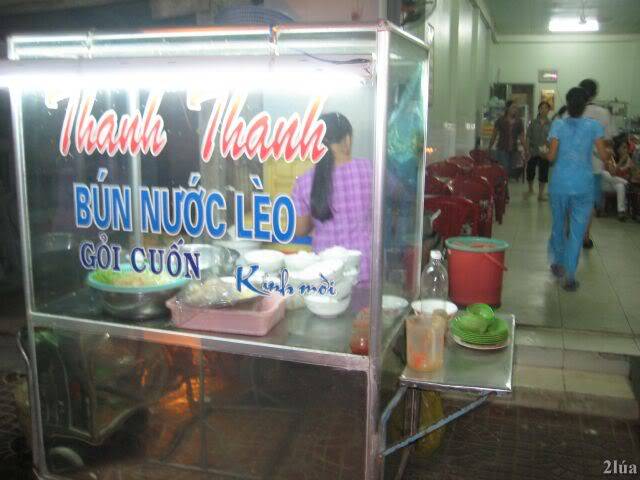 Thanh Thanh
BÚN NƯỚC LÈO
GỎI CUỐN
Kính mời
2lúa